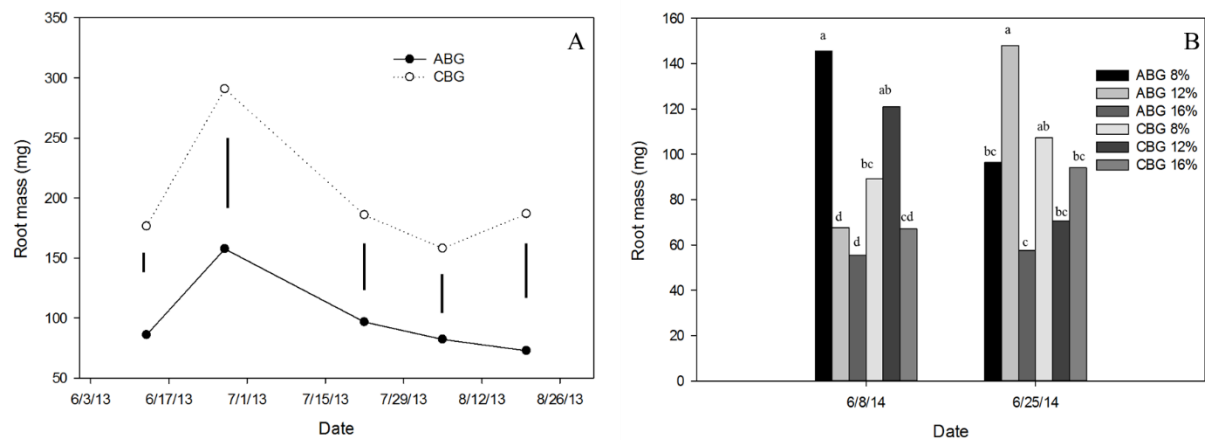 A
ABG
CBG
350
300
250
200
150
100
50
Root mass (mg)
6/3/13 6/17/13 7/1/13 7/15/13 7/29/13 8/12/13 8/26/13
Date
B
ABG 8%
ABG 12%
ABG 16%
CBG 8%
CBG 12%
CBG 16%
160
140
120
100
80
60
40
20
0
Root mass (mg)
a d d bc ab cd
bc a c ab bc bc
6/8/14 6/25/14
Date